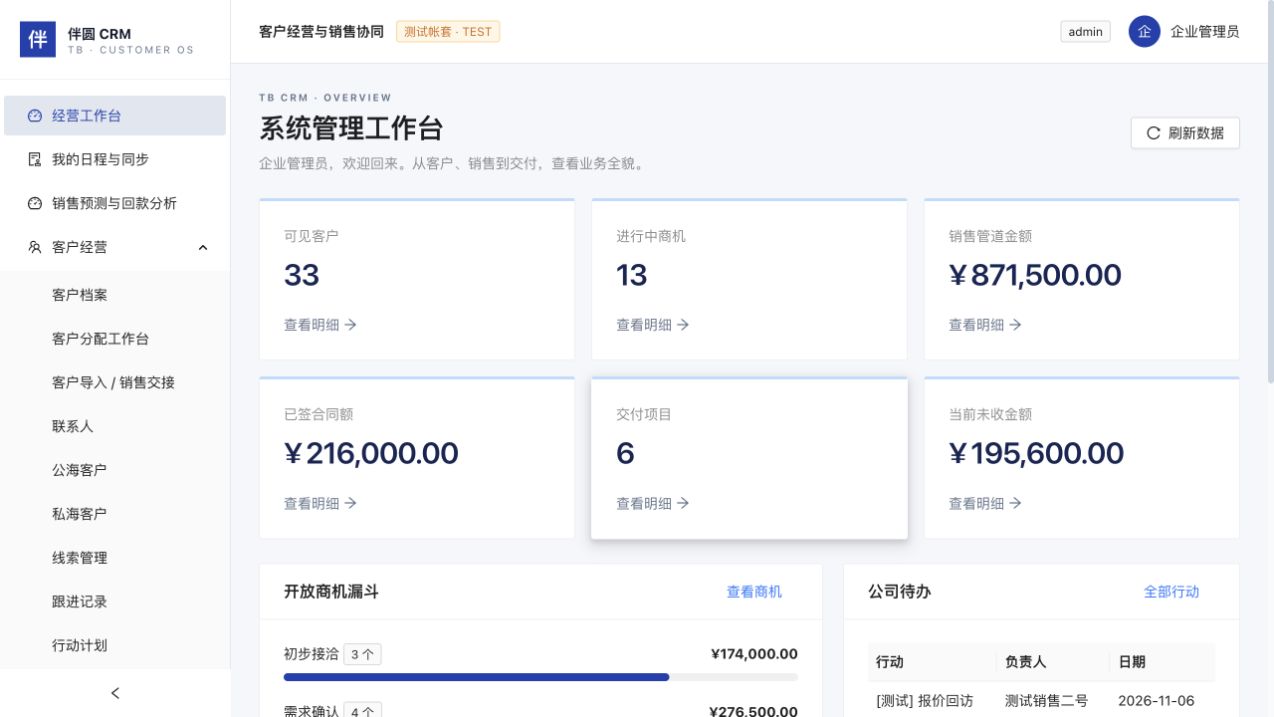 伴
伴圆 CRM
TB · CUSTOMER OS
经营工作台
我的日程与同步
销售预测与回款分析
客户经营
客户档案
客户分配工作台
客户导入 / 销售交接
联系人
公海客户
私海客户
线索管理
跟进记录
行动计划
客户经营与销售协同
测试帐套 · TEST
admin
企
企业管理员
TB CRM · OVERVIEW
系统管理工作台
企业管理员，欢迎回来。从客户、销售到交付，查看业务全貌。
刷新数据
可见客户
33
查看明细
进行中商机
13
查看明细
销售管道金额
¥871,500.00
查看明细
已签合同额
¥216,000.00
查看明细
交付项目
6
查看明细
当前未收金额
¥195,600.00
查看明细
开放商机漏斗
查看商机
初步接洽 3 个 ¥174,000.00
需求确认 4 个 ¥276,500.00
公司待办
全部行动
行动 负责人 日期
[测试] 报价回访 测试销售二号 2026-11-06